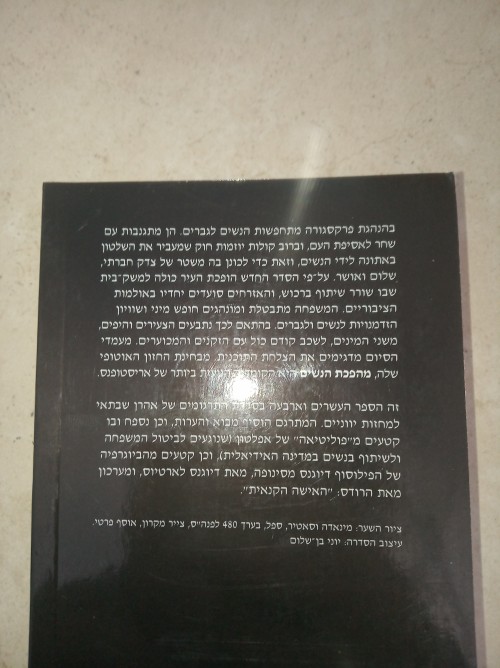 בהנהגת פרקסגורה מתחפשות הנשים לגברים. הן מתגנבות עם
שחר לאסיפת העם, וברוב קולות יוזמות חוק שמעביר את השלטון
באתונה לידי הנשים, וזאת כדי לכונן בה משטר של צדק חברתי,
שלום ואושר. על־פי הסדר החדש הופכת העיר כולה למשק־בית
שבו שורר שיתוף ברכוש, והאזרחים סועדים יחדיו באולמות
הציבוריים. המשפחה מתבטלת ומונהגים חופש מיני ושוויון
הזדמנויות לנשים ולגברים. בהתאם לכך נתבעים הצעירים והיפים,
משני המינים, לשכב קודם כול עם הזקנים והמכוערים. מעמדי
הסיום מדגימים את הצלחת התוכנית. מבחינת החזון האוטופי
שלה, מהפכת הנשים היא הקומדיה ביותר של אריסטופנס.
זה הספר העשרים וארבעה בסדרת התרגומים של אהרן שבתאי
למחזות יווניים. המתרגם הוסיף מבוא והערות, וכן נספח ובו
קטעים מ״פוליטיאה״ של אפלטון (שנוגעים לביטול המשפחה
ולשיתוף בנשים במדינה האידיאלית), וכן קטעים מהביוגרפיה
של הפילוסוף דיוגנס מסינופה, מאת דיוגנס לארטיוס, ומערכון
מאת הרודס: ״האישה הקנאית״.
ציור השער: מינאדה וסאטיר, ספל, בערך 480 לפנה״ס, צייר מקרון, אוסף פרטי.
עיצוב הסדרה: יוני בן־שלום